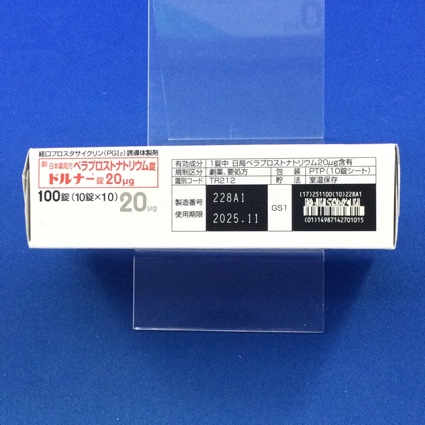 経口プロスタサイクリン(PGI₂)誘導体製剤
劇 日本薬局方 ベラプロストナトリウム錠
ドルナー錠20μg
100錠(10錠×10) 20μg
有効成分 1錠中 日局ベラプロストナトリウム20μg含有
規制区分 劇薬、要処方 包装 PTP(10錠シート)
識別コード TR212 貯法 室温保存
製造番号 228A1
使用期限 2025.11
GS1
(17)251100(10)228A1
(01)14987142701015